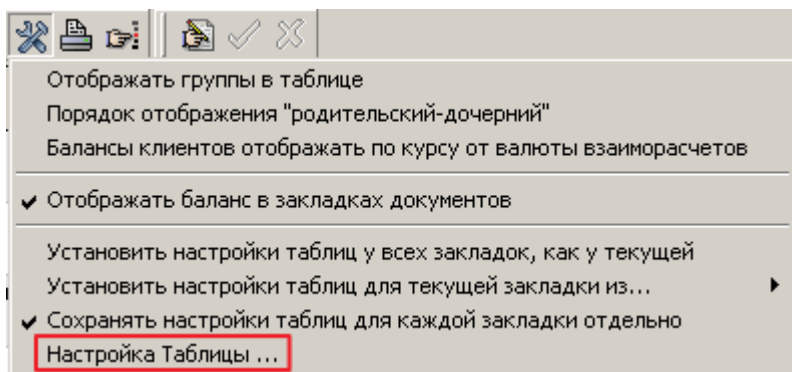 Отображать группы в таблице
Порядок отображения "родительский-дочерний"
Балансы клиентов отображать по курсу от валюты взаиморасчетов
Отображать баланс в закладках документов
Установить настройки таблиц у всех закладок, как у текущей
Установить настройки таблиц для текущей закладки из...
Сохранять настройки таблиц для каждой закладки отдельно
Настройка Таблицы ...